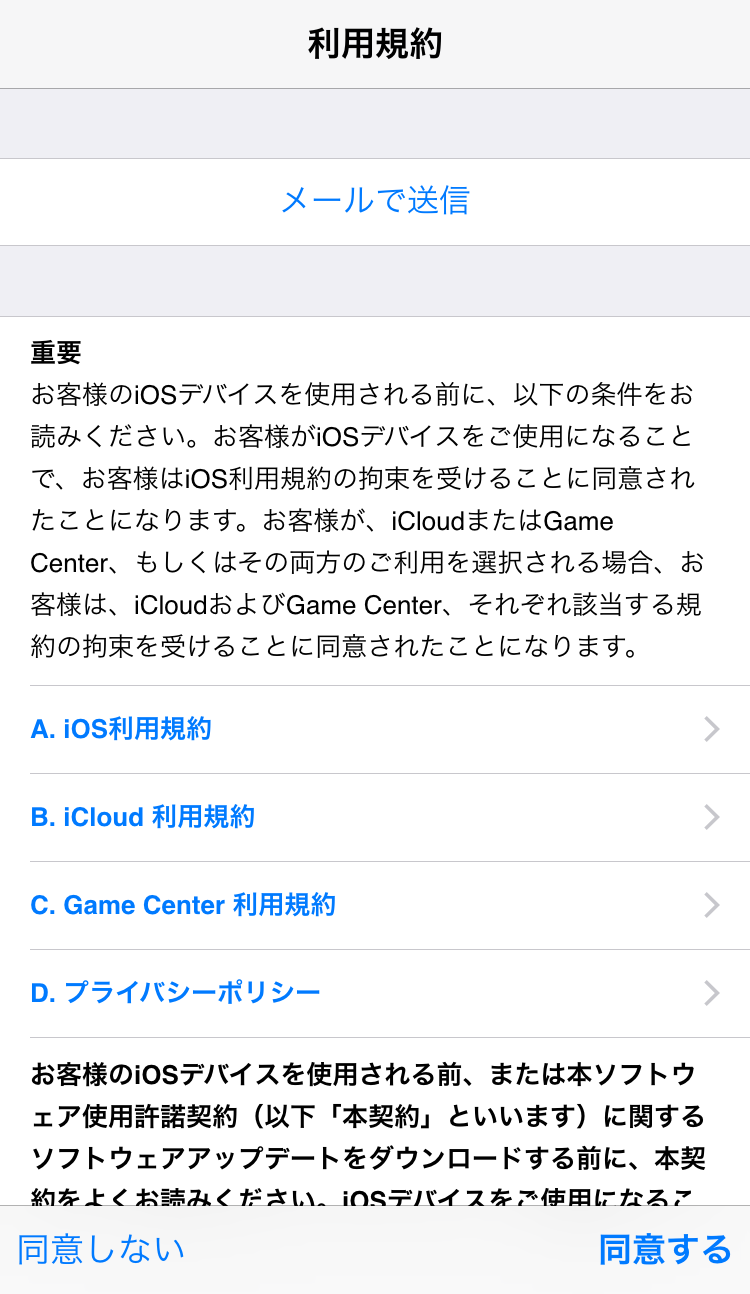 利用規約
メールで送信
重要
お客様のiOSデバイスを使用される前に、以下の条件をお
読みください。お客様がiOSデバイスをご使用になること
で、お客様はiOS利用規約の拘束を受けることに同意され
たことになります。お客様が、iCloudまたはGame
Center、もしくはその両方のご利用を選択される場合、お
客様は、iCloudおよびGame Center、それぞれ該当する規
約の拘束を受けることに同意されたことになります。
A. iOS利用規約
B. iCloud 利用規約
C. Game Center 利用規約
D. プライバシーポリシー
お客様のiOSデバイスを使用される前、または本ソフトウ
ェア使用許諾契約（以下「本契約」といいます）に関する
ソフトウェアアップデートをダウンロードする前に、本契
約をよくお読みください。iOSデバイスをご使用になるこ
同意しない
同意する